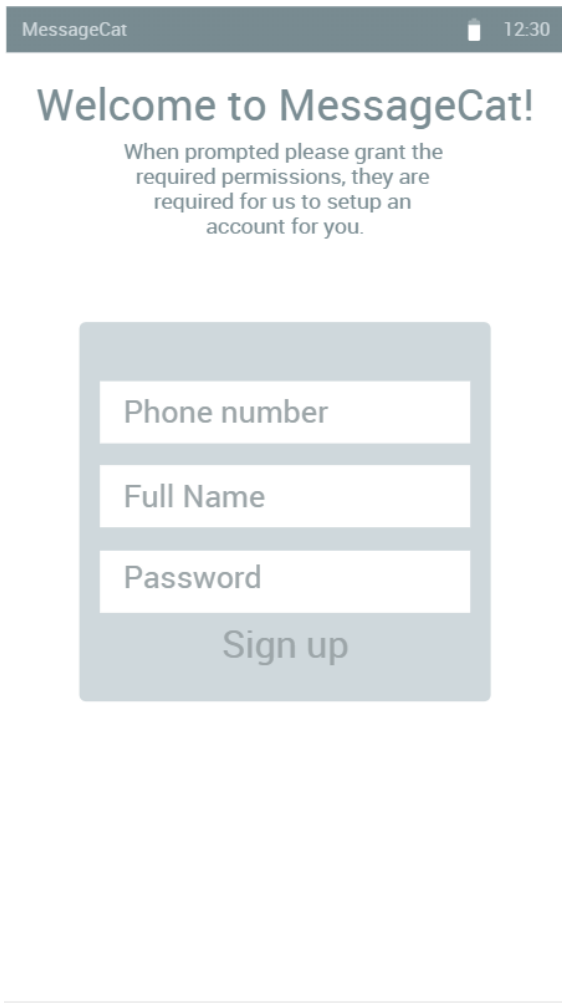 MessageCat 12:30
Welcome to MessageCat!
When prompted please grant the
required permissions, they are
required for us to setup an
account for you.
Phone number
Full Name
Password
Sign up